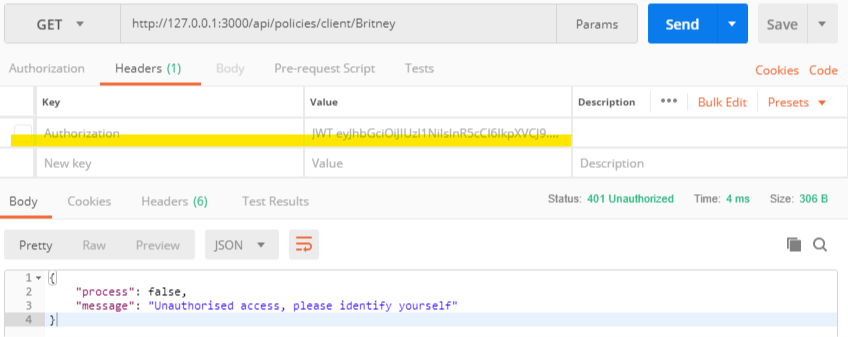 GET http://127.0.0.1:3000/api/policies/client/Britney Params Send Save
Authorization Headers (1) Body Pre-request Script Tests Cookies Code
Key Value Description ••• Bulk Edit Presets
Authorization JWT eyJhbGciOiJIUzI1NiIsInR5cCI6IkpXVCJ9....
New key Value Description
Body Cookies Headers (6) Test Results Status: 401 Unauthorized Time: 4 ms Size: 306 B
Pretty Raw Preview JSON
1 {
2 "process": false,
3 "message": "Unauthorised access, please identify yourself"
4 }